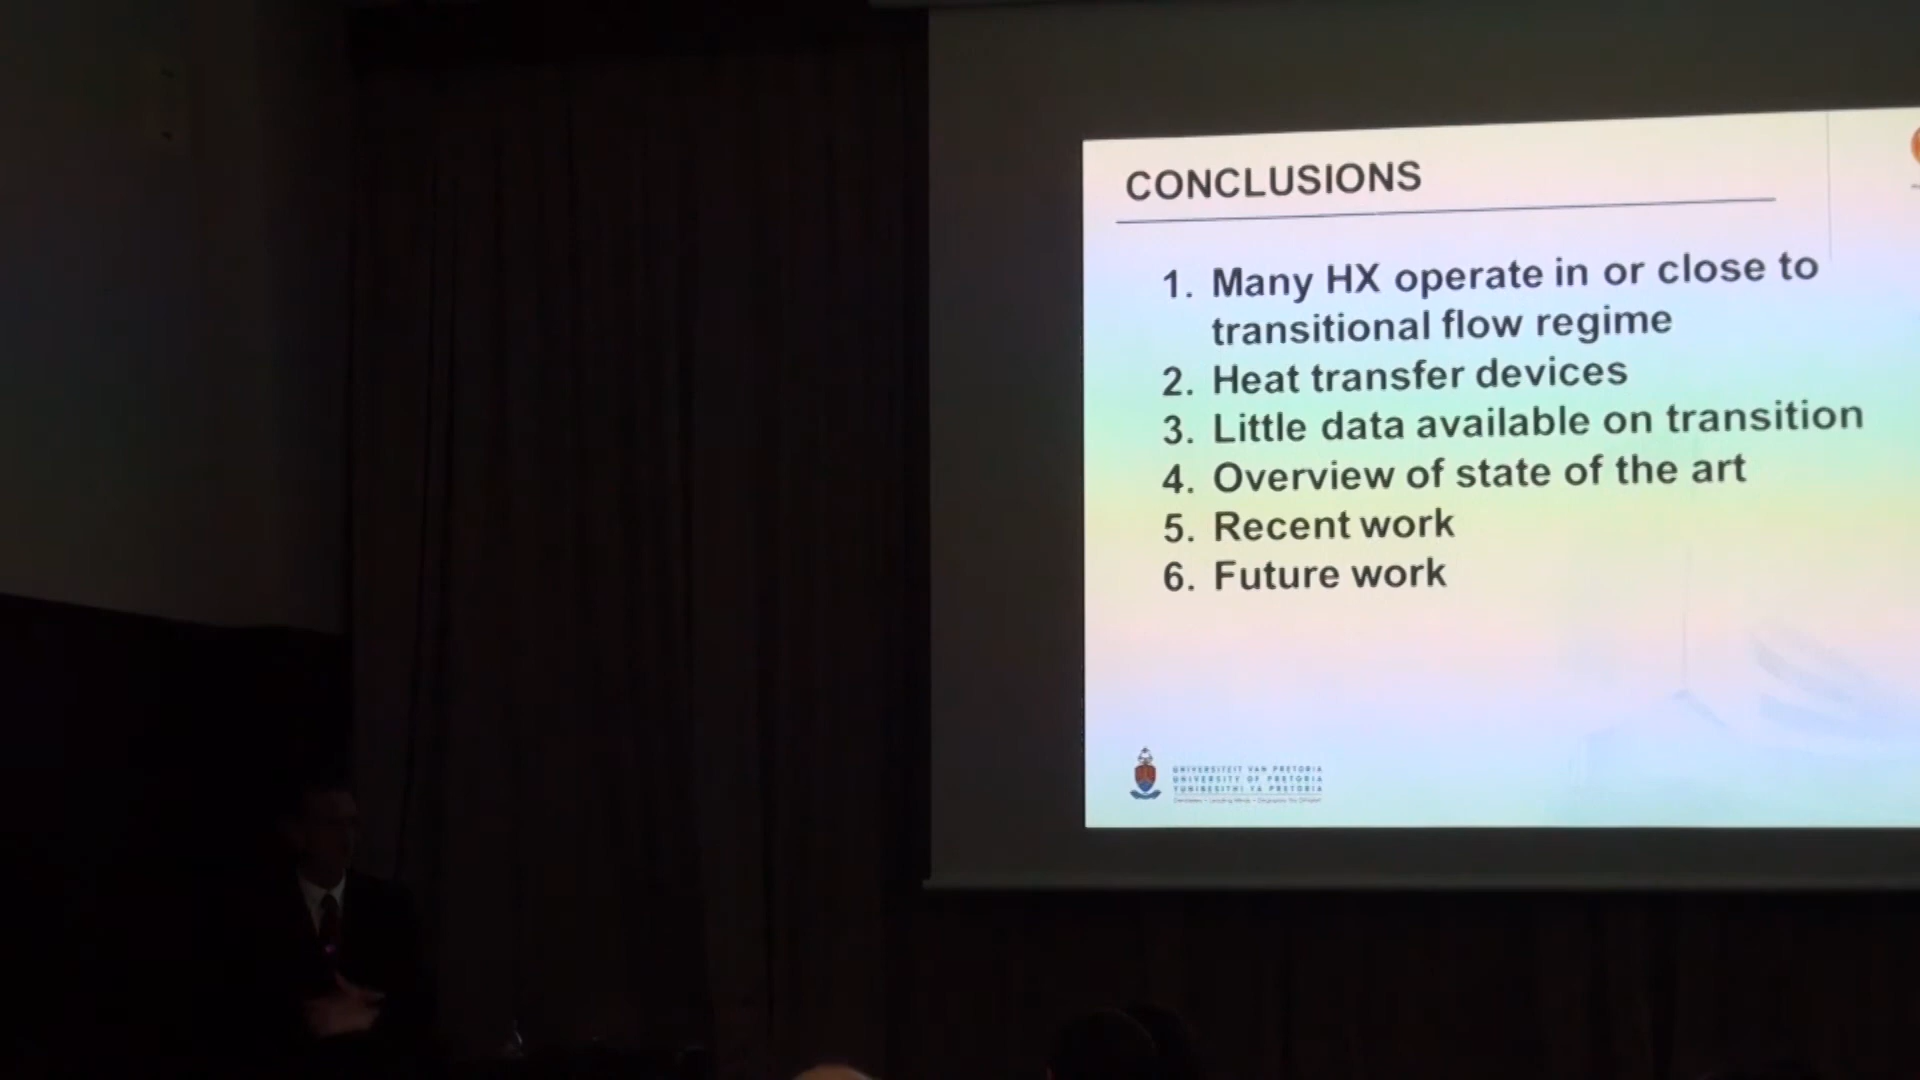 CONCLUSIONS
1. Many HX operate in or close to
transitional flow regime
2. Heat transfer devices
3. Little data available on transition
4. Overview of state of the art
5. Recent work
6. Future work
UNIVERSITEIT VAN PRETORIA
UNIVERSITY OF PRETORIA
YUNIBESITHI YA PRETORIA